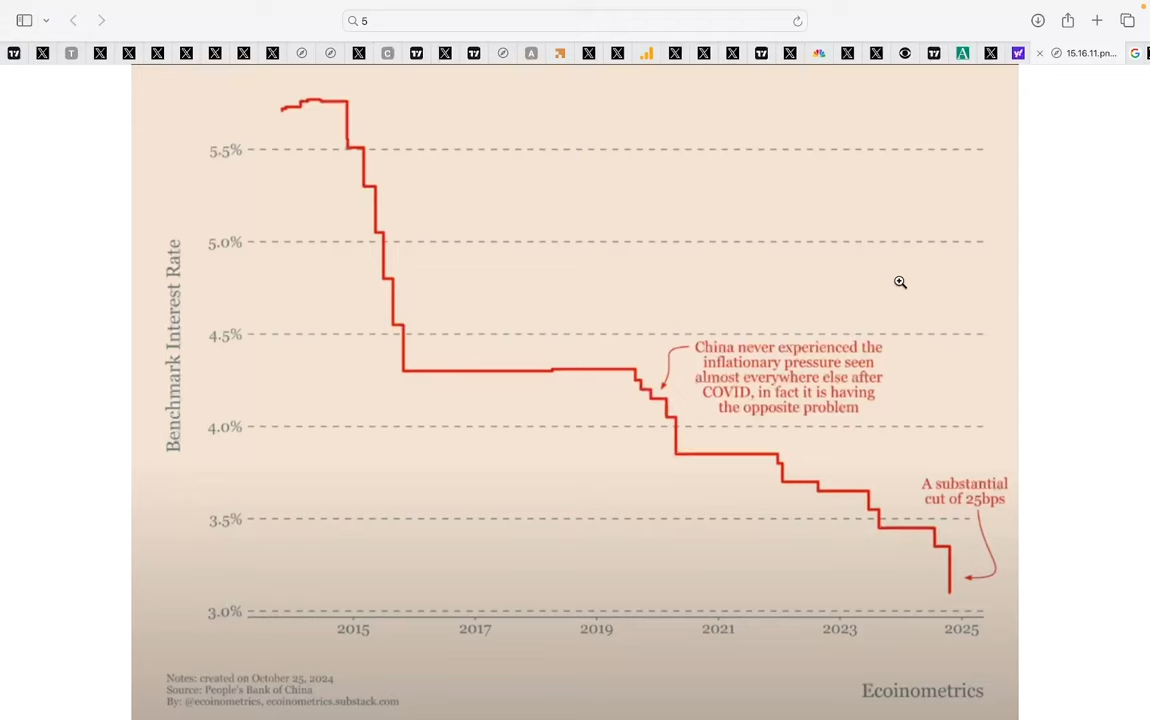 5
15.16.11.pn...
5.5%
5.0%
4.5%
4.0%
3.5%
3.0%
Benchmark Interest Rate
China never experienced the
inflationary pressure seen
almost everywhere else after
COVID, in fact it is having
the opposite problem
A substantial
cut of 25bps
2015
2017
2019
2021
2023
2025
Notes: created on October 25, 2024
Source: People's Bank of China
By: @ecoinometrics, ecoinometrics.substack.com
Ecoinometrics